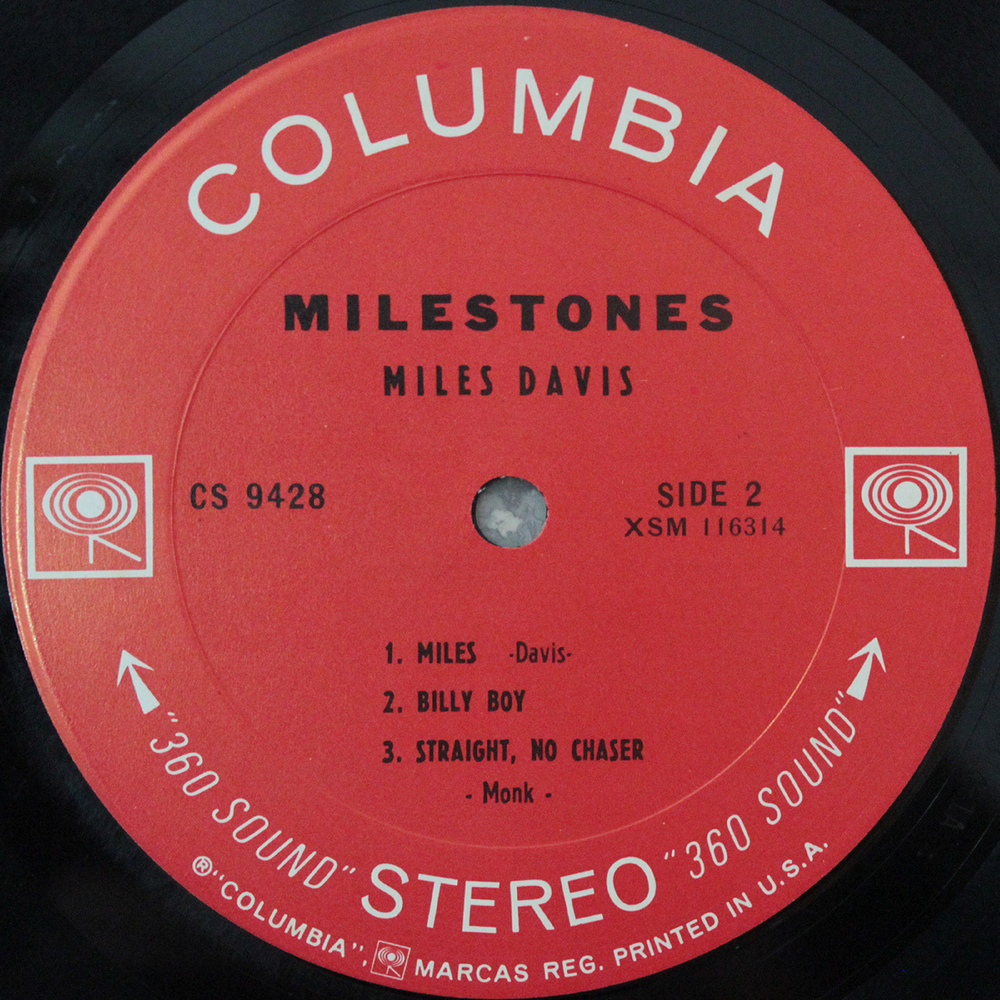 COLUMBIA
MILESTONES
MILES DAVIS
CS 9428
SIDE 2
XSM 116314
1. MILES -Davis-
2. BILLY BOY
3. STRAIGHT, NO CHASER
- Monk -
"360 SOUND" STEREO "360 SOUND"
®"COLUMBIA", MARCAS REG. PRINTED IN U.S.A.